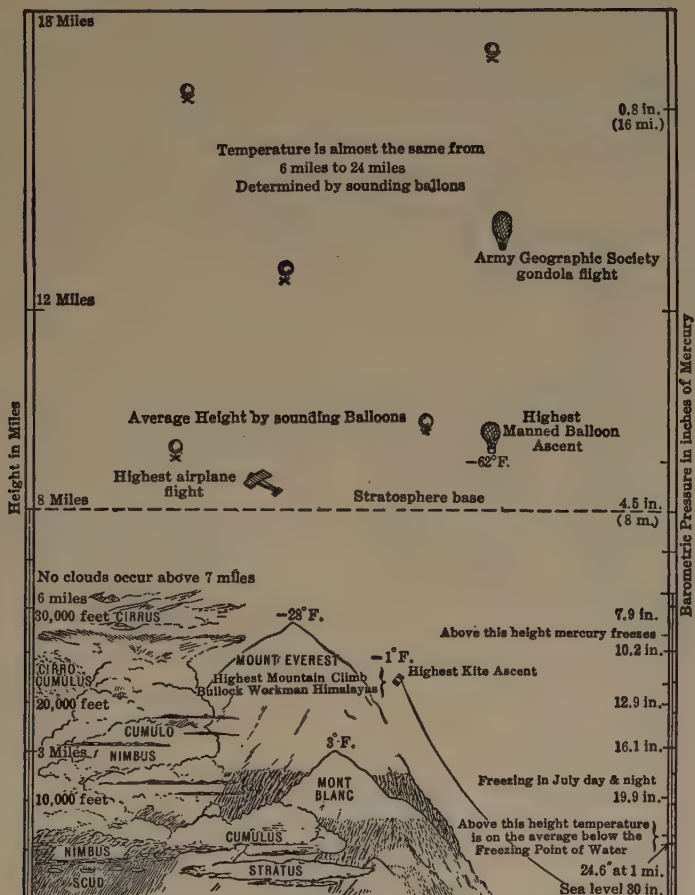 18 Miles
0.8 in.
(16 mi.)
Temperature is almost the same from
6 miles to 24 miles
Determined by sounding ballons
Army Geographic Society
gondola flight
12 Miles
Height in Miles
Barometric Pressure in inches of Mercury
Average Height by sounding Balloons
Highest
Manned Balloon
Ascent
-62°F.
Highest airplane
flight
8 Miles
Stratosphere base
4.5 in.
(8 m.)
No clouds occur above 7 miles
6 miles
30,000 feet
CIRRUS
-28°F.
7.9 in.
Above this height mercury freezes
10.2 in.
MOUNT EVEREST
-1°F.
Highest Kite Ascent
CIRRO
CUMULUS
Highest Mountain Climb
Bullock Workman Himalayas
20,000 feet
12.9 in.
CUMULO
NIMBUS
3 Miles
3°F.
16.1 in.
MONT
BLANC
Freezing in July day & night
10,000 feet
19.9 in.
Above this height temperature
is on the average below the
Freezing Point of Water
CUMULUS
NIMBUS
STRATUS
SCUD
24.6" at 1 mi.
Sea level 30 in.